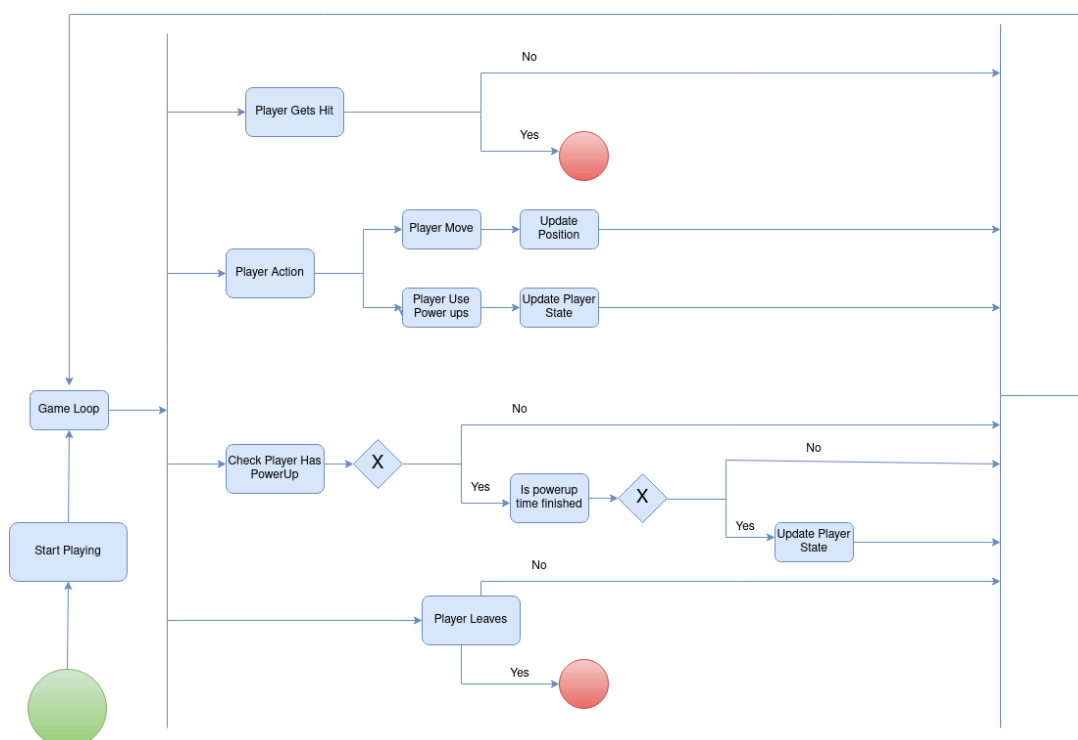 No
Player Gets Hit
Yes
Player Move
Update
Position
Player Action
Player Use
Power ups
Update Player
State
Game Loop
No
Check Player Has
PowerUp
X
No
Yes
Is powerup
time finished
X
Yes
Update Player
State
Start Playing
No
Player Leaves
Yes